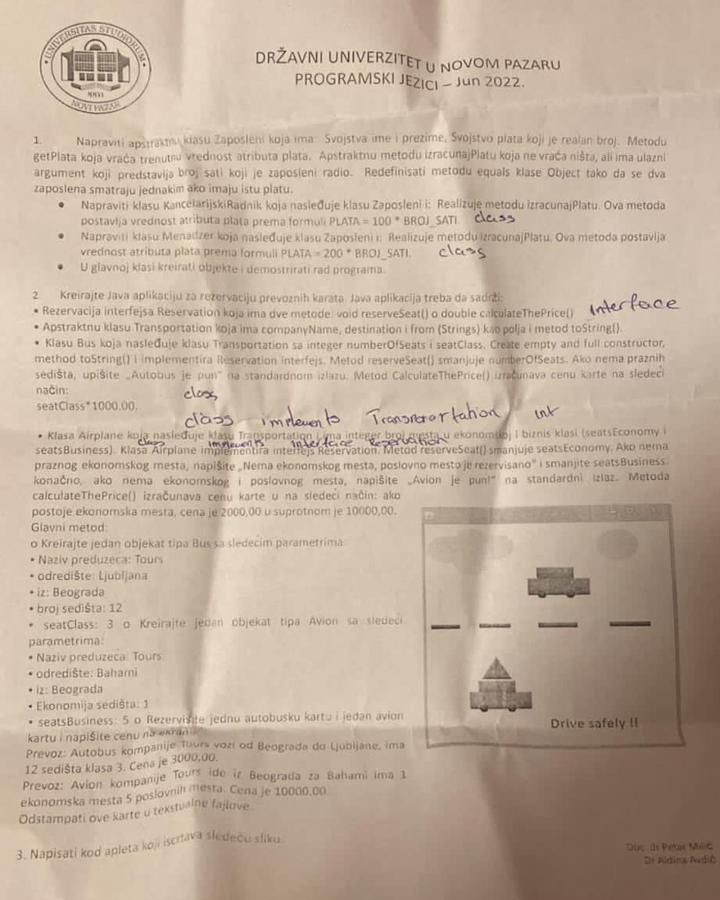 UNIVERSITAS STUDIORUM
NOVI PAZAR
DRŽAVNI UNIVERZITET U NOVOM PAZARU
PROGRAMSKI JEZICI – Jun 2022.
1. Napraviti apstraktnu klasu Zaposleni koja ima: Svojstva ime i prezime, Svojstvo plata koji je realan broj. Metodu
getPlata koja vraća trenutnu vrednost atributa plata. Apstraktnu metodu izracunajPlatu koja ne vraća ništa, ali ima ulazni
argument koji predstavlja broj sati koji je zaposleni radio. Redefinisati metodu equals klase Object tako da se dva
zaposlena smatraju jednakim ako imaju istu platu.
• Napraviti klasu KancelarijskiRadnik koja nasleđuje klasu Zaposleni i: Realizuje metodu izracunajPlatu. Ova metoda
postavlja vrednost atributa plata prema formuli PLATA = 100 * BROJ_SATI. class
• Napraviti klasu Menadzer koja nasleđuje klasu Zaposleni i: Realizuje metodu izracunajPlatu. Ova metoda postavlja
vrednost atributa plata prema formuli PLATA = 200 * BROJ_SATI. class
• U glavnoj klasi kreirati objekte i demostrirati rad programa.
2. Kreirajte Java aplikaciju za rezervaciju prevoznih karata. Java aplikacija treba da sadrži:
• Rezervacija interfejsa Reservation koja ima dve metode: void reserveSeat() o double calculateThePrice() interface
• Apstraktnu klasu Transportation koja ima companyName, destination i from (Strings) kao polja i metod toString().
• Klasu Bus koja nasleđuje klasu Transportation sa integer numberOfSeats i seatClass. Create empty and full constructor,
method toString() i implementira Reservation interfejs. Metod reserveSeat() smanjuje numberOfSeats. Ako nema praznih
sedišta, upišite „Autobus je pun" na standardnom izlazu. Metod CalculateThePrice() izračunava cenu karte na sledeći
način: class
seatClass*1000.00.
class implements Transportation int
• Klasa Airplane koja nasleđuje klasu Transportation i ima integer broj mesta u ekonomskoj i biznis klasi (seatsEconomy i
class implements interface Reservation
seatsBusiness). Klasa Airplane implementira interfejs Reservation. Metod reserveSeat() smanjuje seatsEconomy. Ako nema
praznog ekonomskog mesta, napišite „Nema ekonomskog mesta, poslovno mesto je rezervisano" i smanjite seatsBusiness.
konačno, ako nema ekonomskog i poslovnog mesta, napišite „Avion je pun!" na standardni izlaz. Metoda
calculateThePrice() izračunava cenu karte u na sledeći način: ako
postoje ekonomska mesta, cena je 2000,00 u suprotnom je 10000,00.
Glavni metod:
o Kreirajte jedan objekat tipa Bus sa sledećim parametrima:
• Naziv preduzeca: Tours
• odredište: Ljubljana
• iz: Beograda
• broj sedišta: 12
• seatClass: 3 o Kreirajte jedan objekat tipa Avion sa sledeći
parametrima:
• Naziv preduzeca: Tours
• odredište: Bahami
• iz: Beograda
• Ekonomija sedišta: 1
• seatsBusiness: 5 o Rezervišite jednu autobusku kartu i jedan avion
kartu i napišite cenu na ekranu.
Prevoz: Autobus kompanije Tours vozi od Beograda do Ljubljane, ima
12 sedišta klasa 3. Cena je 3000,00.
Prevoz: Avion kompanije Tours ide iz Beograda za Bahami ima 1
ekonomska mesta 5 poslovnih mesta. Cena je 10000.00.
Odstampati ove karte u tekstualne fajlove.
Drive safely !!
3. Napisati kod apleta koji iscrtava sledeću sliku.
Doc. dr Petar Milić
Dr Aldina Avdić